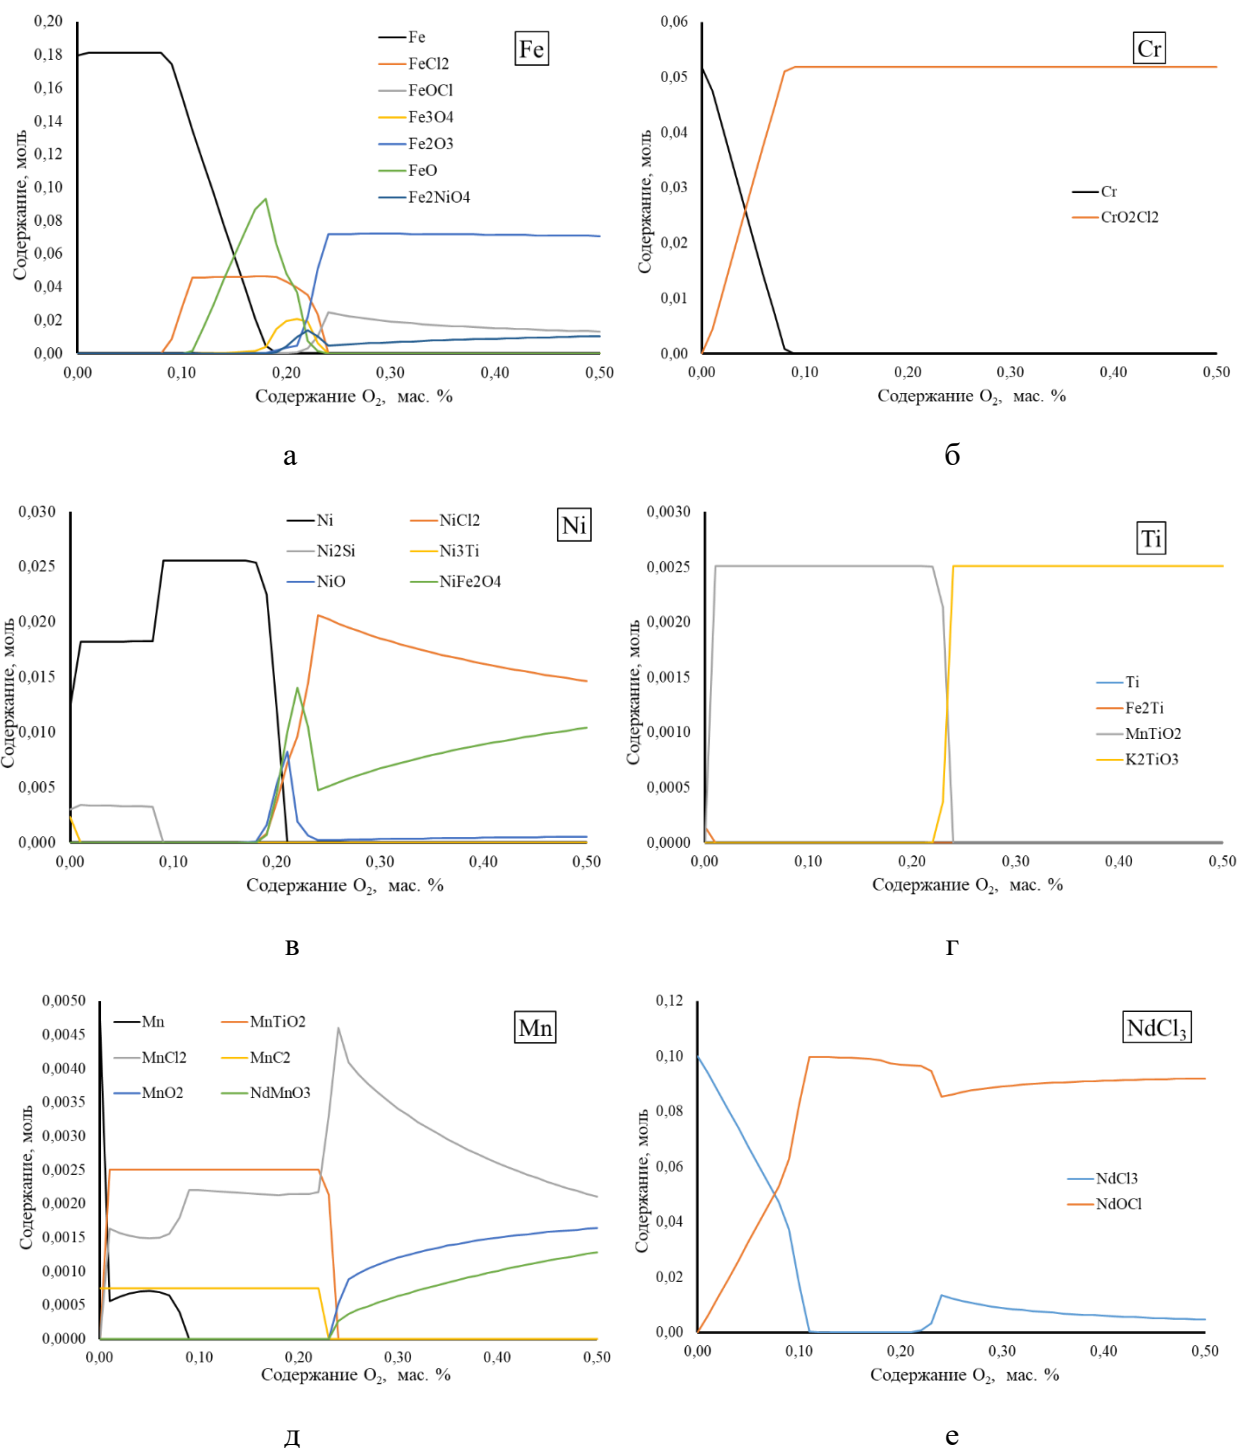 Fe
Содержание, моль
0,20
0,18
0,16
0,14
0,12
0,10
0,08
0,06
0,04
0,02
0,00
0,00 0,10 0,20 0,30 0,40 0,50
Содержание O2, мас. %
Fe
FeCl2
FeOCl
Fe3O4
Fe2O3
FeO
Fe2NiO4
а
Cr
Содержание, моль
0,06
0,05
0,04
0,03
0,02
0,01
0,00
0,00 0,10 0,20 0,30 0,40 0,50
Содержание O2, мас. %
Cr
CrO2Cl2
б
Ni
Содержание, моль
0,030
0,025
0,020
0,015
0,010
0,005
0,000
0,00 0,10 0,20 0,30 0,40 0,50
Содержание O2, мас. %
Ni NiCl2
Ni2Si Ni3Ti
NiO NiFe2O4
в
Ti
Содержание, моль
0,0030
0,0025
0,0020
0,0015
0,0010
0,0005
0,0000
0,00 0,10 0,20 0,30 0,40 0,50
Содержание O2, мас. %
Ti
Fe2Ti
MnTiO2
K2TiO3
г
Mn
Содержание, моль
0,0050
0,0045
0,0040
0,0035
0,0030
0,0025
0,0020
0,0015
0,0010
0,0005
0,0000
0,00 0,10 0,20 0,30 0,40 0,50
Содержание O2, мас. %
Mn MnTiO2
MnCl2 MnC2
MnO2 NdMnO3
д
NdCl3
Содержание, моль
0,12
0,10
0,08
0,06
0,04
0,02
0,00
0,00 0,10 0,20 0,30 0,40 0,50
Содержание O2, мас. %
NdCl3
NdOCl
е